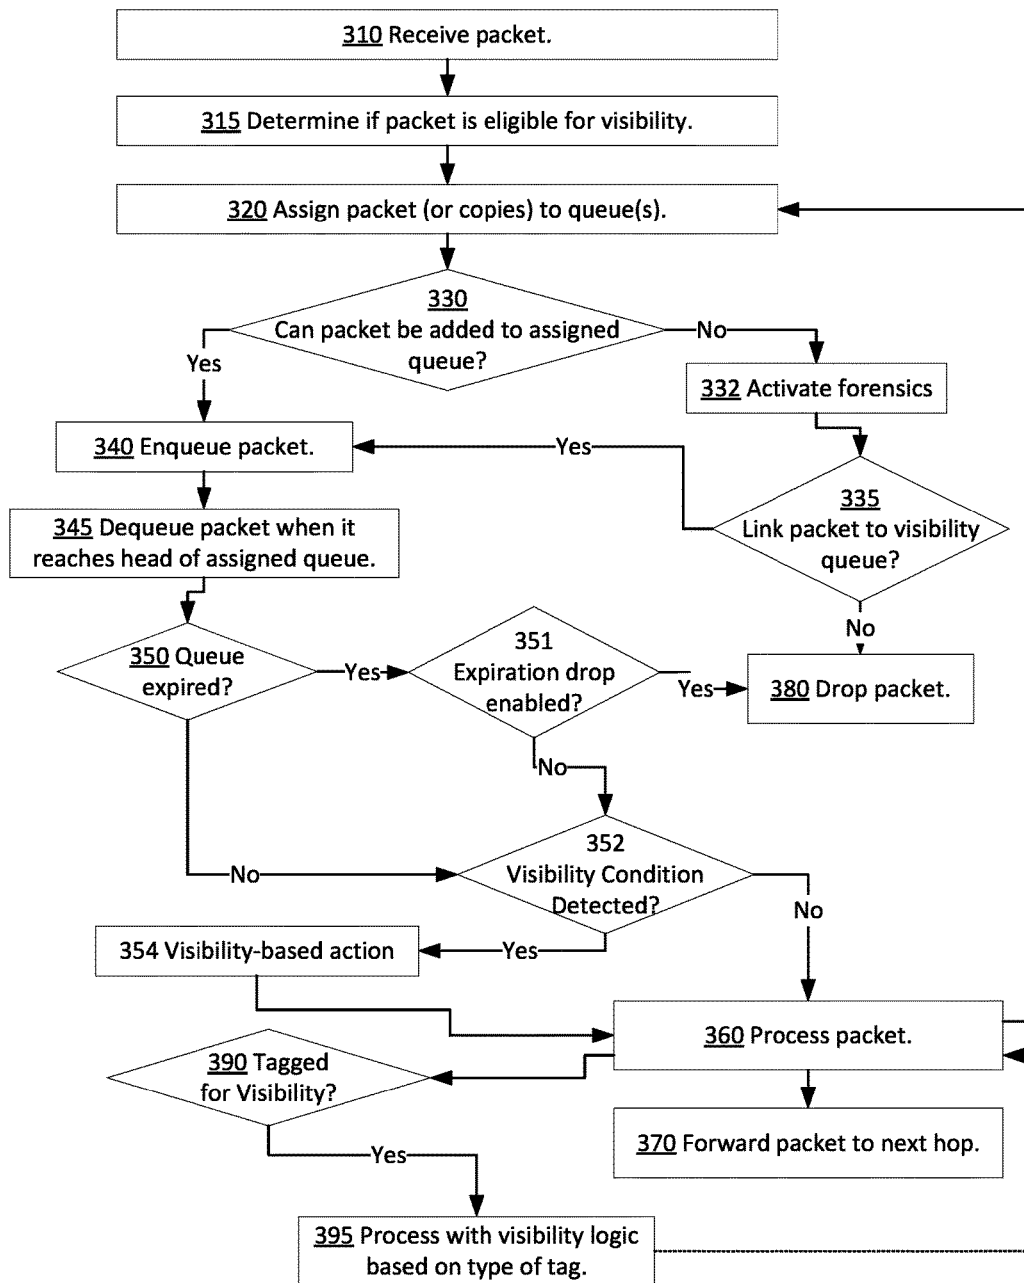 310 Receive packet.
315 Determine if packet is eligible for visibility.
320 Assign packet (or copies) to queue(s).
330
Can packet be added to assigned
queue?
No
Yes
332 Activate forensics
340 Enqueue packet.
Yes
335
Link packet to visibility
queue?
345 Dequeue packet when it
reaches head of assigned queue.
No
350 Queue
expired?
Yes
351
Expiration drop
enabled?
Yes
380 Drop packet.
No
352
Visibility Condition
Detected?
No
No
354 Visibility-based action
Yes
360 Process packet.
390 Tagged
for Visibility?
370 Forward packet to next hop.
Yes
395 Process with visibility logic
based on type of tag.